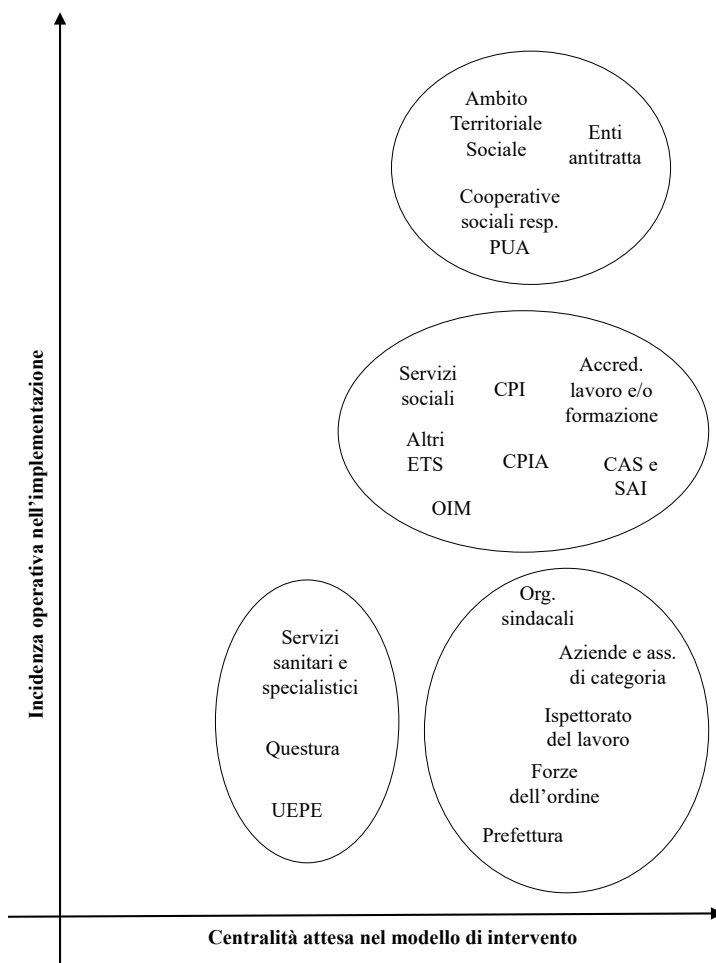 Ambito
Territoriale
Sociale
Enti
antitratta
Cooperative
sociali resp.
PUA
Servizi
sociali
CPI
Accred.
lavoro e/o
formazione
Altri
ETS
CPIA
CAS e
SAI
OIM
Org.
sindacali
Aziende e ass.
di categoria
Ispettorato
del lavoro
Forze
dell’ordine
Prefettura
Servizi
sanitari e
specialistici
Questura
UEPE
Incidenza operativa nell’implementazione
Centralità attesa nel modello di intervento